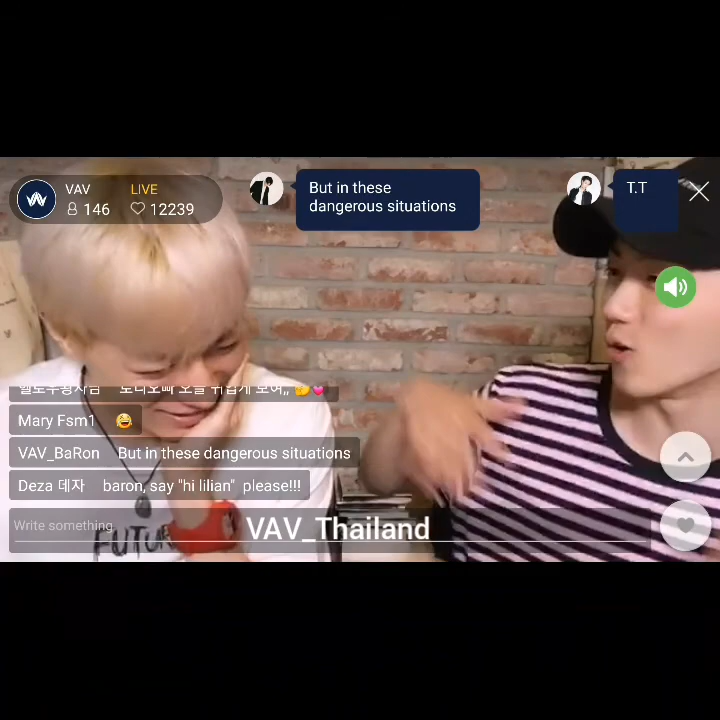 VAV LIVE
146 12239
But in these
dangerous situations
T.T
Mary Fsm1 😂
VAV_BaRon But in these dangerous situations
Deza 데자 baron, say "hi lilian" please!!!
Write something
VAV_Thailand
FUTUR